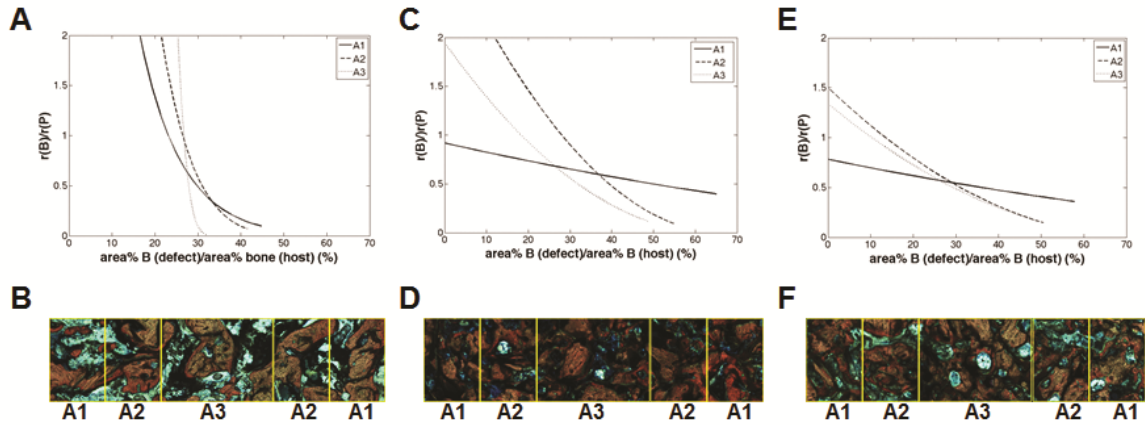 A
2
1.5
1
0.5
0
r(B)/r(P)
0 10 20 30 40 50 60 70
area% B (defect)/area% bone (host) (%)
A1
A2
A3
B
A1 A2 A3 A2 A1
C
2
1.5
1
0.5
0
r(B)/r(P)
0 10 20 30 40 50 60 70
area% B (defect)/area% B (host) (%)
A1
A2
A3
D
A1 A2 A3 A2 A1
E
2
1.5
1
0.5
0
r(B)/r(P)
0 10 20 30 40 50 60 70
area% B (defect)/area% B (host) (%)
A1
A2
A3
F
A1 A2 A3 A2 A1